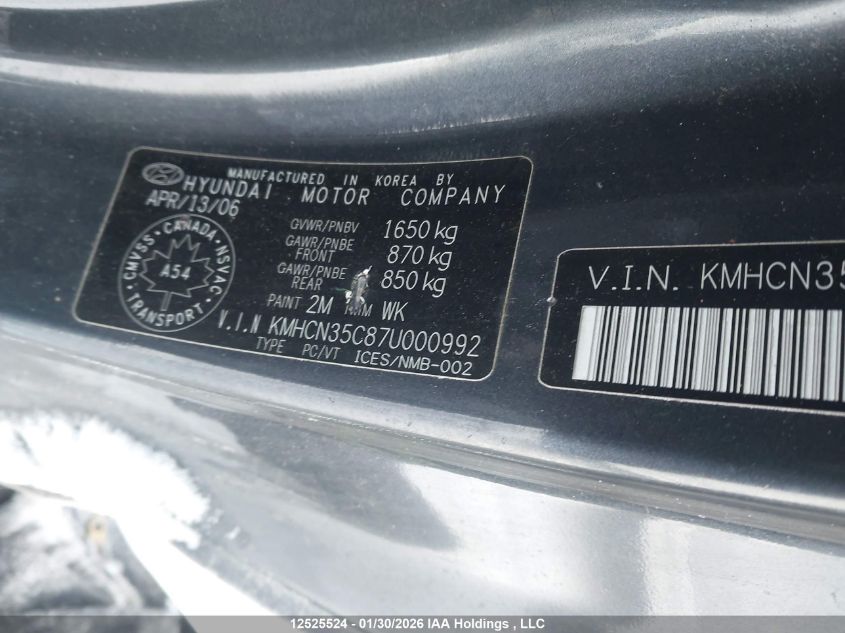 MANUFACTURED IN KOREA BY
HYUNDAI MOTOR COMPANY
APR/13/06
GVWR/PNBV 1650 kg
GAWR/PNBE FRONT 870 kg
GAWR/PNBE REAR 850 kg
PAINT 2M TRIM WK
V.I.N KMHCN35C87U000992
TYPE PC/VT ICES/NMB-002
CMVSS · CANADA · NSVAC
A54
TRANSPORT
V.I.N. KMHCN35
12525524 - 01/30/2026 IAA Holdings , LLC